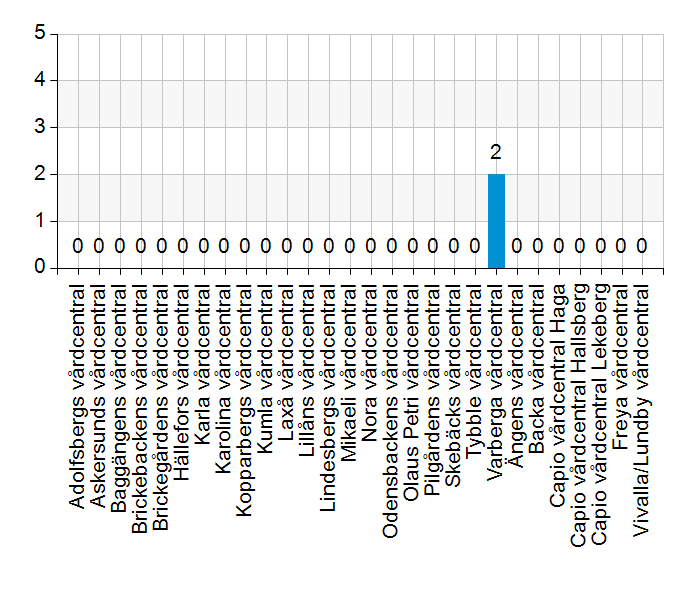 5
4
3
2
1
0
0 0 0 0 0 0 0 0 0 0 0 0 0 0 0 0 0 0 0 0 2 0 0 0 0 0 0 0
Adolfsbergs vårdcentral
Askersunds vårdcentral
Baggängens vårdcentral
Brickebackens vårdcentral
Brickegårdens vårdcentral
Hällefors vårdcentral
Karla vårdcentral
Karolina vårdcentral
Kopparbergs vårdcentral
Kumla vårdcentral
Laxå vårdcentral
Lillåns vårdcentral
Lindesbergs vårdcentral
Mikaeli vårdcentral
Nora vårdcentral
Odensbackens vårdcentral
Olaus Petri vårdcentral
Pilgårdens vårdcentral
Skebäcks vårdcentral
Tybble vårdcentral
Varberga vårdcentral
Ängens vårdcentral
Backa vårdcentral
Capio vårdcentral Haga
Capio vårdcentral Hallsberg
Capio vårdcentral Lekeberg
Freya vårdcentral
Vivalla/Lundby vårdcentral